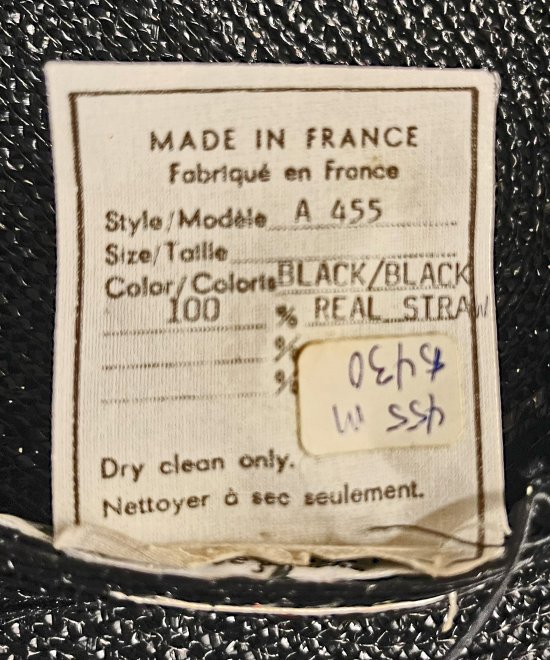 MADE IN FRANCE
Fabriqué en France
Style/Modèle A 455
Size/Taille
Color/Coloris BLACK/BLACK
100 % REAL STRAW
%
%
455 M
$430
Dry clean only.
Nettoyer à sec seulement.